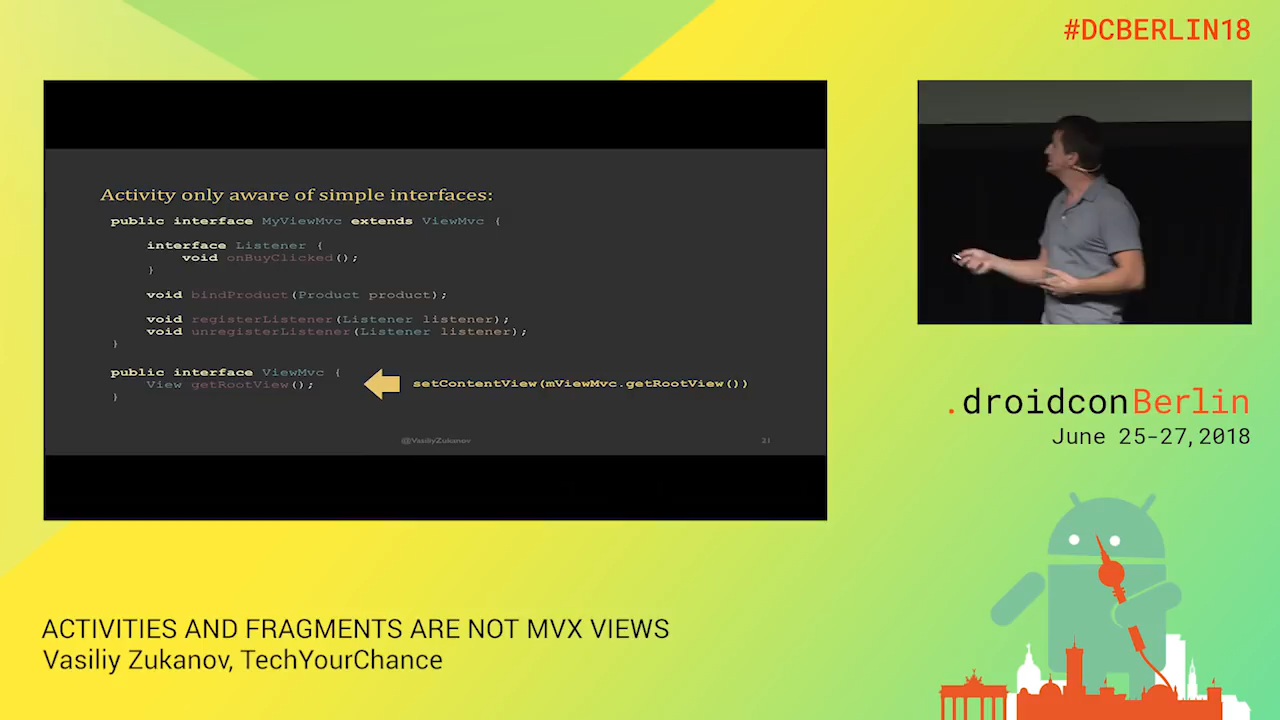 #DCBERLIN18
Activity only aware of simple interfaces:
public interface MyViewMvc extends ViewMvc {
interface Listener {
void onBuyClicked();
}
void bindProduct(Product product);
void registerListener(Listener listener);
void unregisterListener(Listener listener);
}
public interface ViewMvc {
View getRootView();
}
setContentView(mViewMvc.getRootView())
@VasiliyZukanov
21
.droidconBerlin
June 25-27,2018
ACTIVITIES AND FRAGMENTS ARE NOT MVX VIEWS
Vasiliy Zukanov, TechYourChance